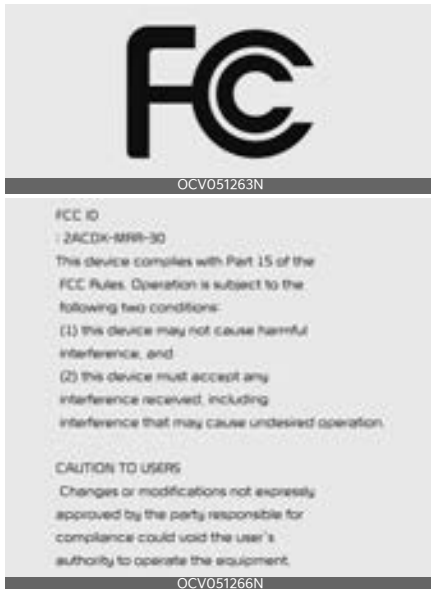 FCC
OCV051263N
FCC ID
: 2ACDX-MRR-30
This device complies with Part 15 of the
FCC Rules. Operation is subject to the
following two conditions:
(1) this device may not cause harmful
interference, and
(2) this device must accept any
interference received, including
interference that may cause undesired operation.
CAUTION TO USERS
Changes or modifications not expressly
approved by the party responsible for
compliance could void the user's
authority to operate the equipment.
OCV051266N